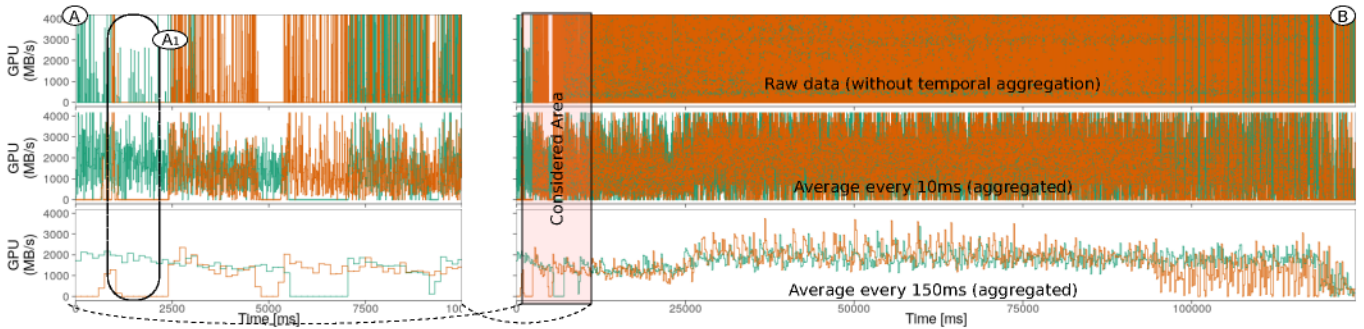 A
A1
B
GPU
(MB/s)
4000
3000
2000
1000
0
Raw data (without temporal aggregation)
GPU
(MB/s)
4000
3000
2000
1000
0
Average every 10ms (aggregated)
GPU
(MB/s)
4000
3000
2000
1000
0
Average every 150ms (aggregated)
Considered Area
0
2500
5000
7500
100
0
25000
50000
75000
100000
Time [ms]
Time [ms]